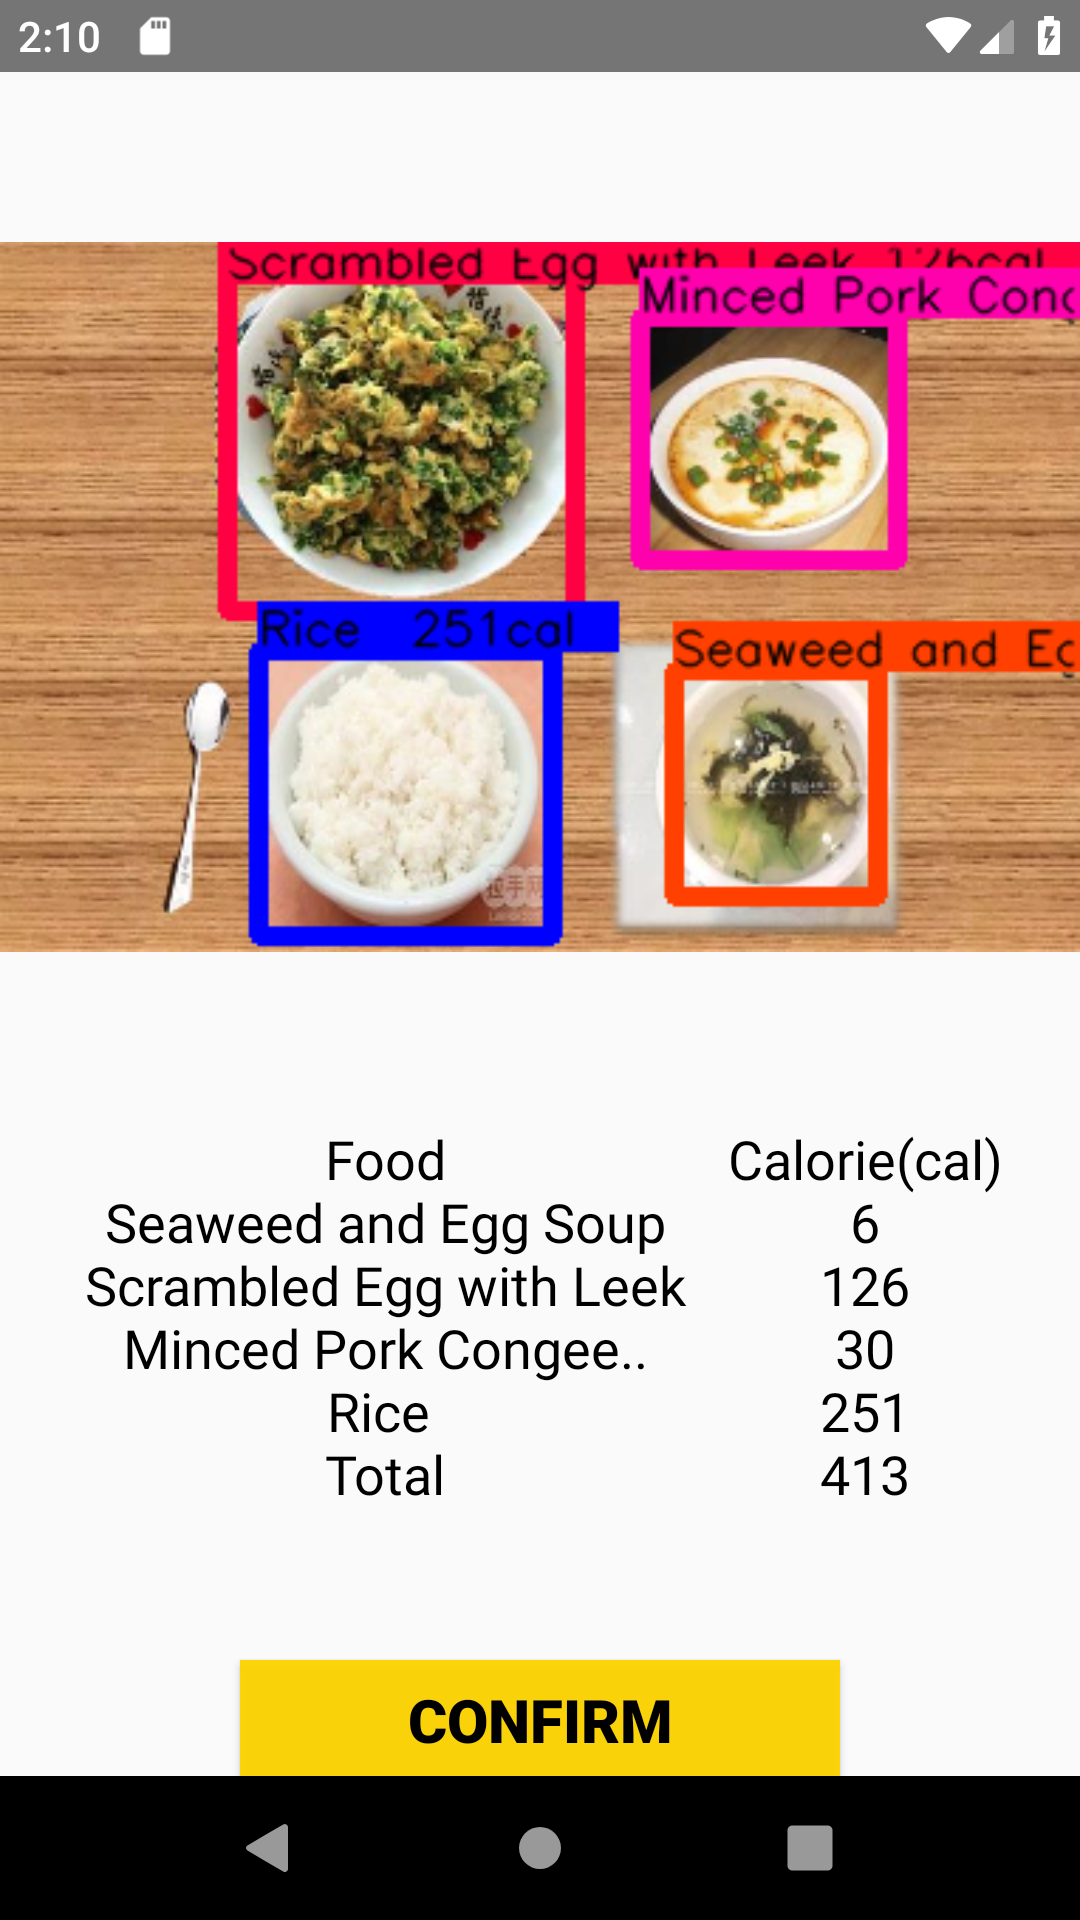 2:10
Scrambled Egg with Leek 126cal
Minced Pork Cong
Rice 251cal
Seaweed and Eg
Food Calorie(cal)
Seaweed and Egg Soup 6
Scrambled Egg with Leek 126
Minced Pork Congee.. 30
Rice 251
Total 413
CONFIRM